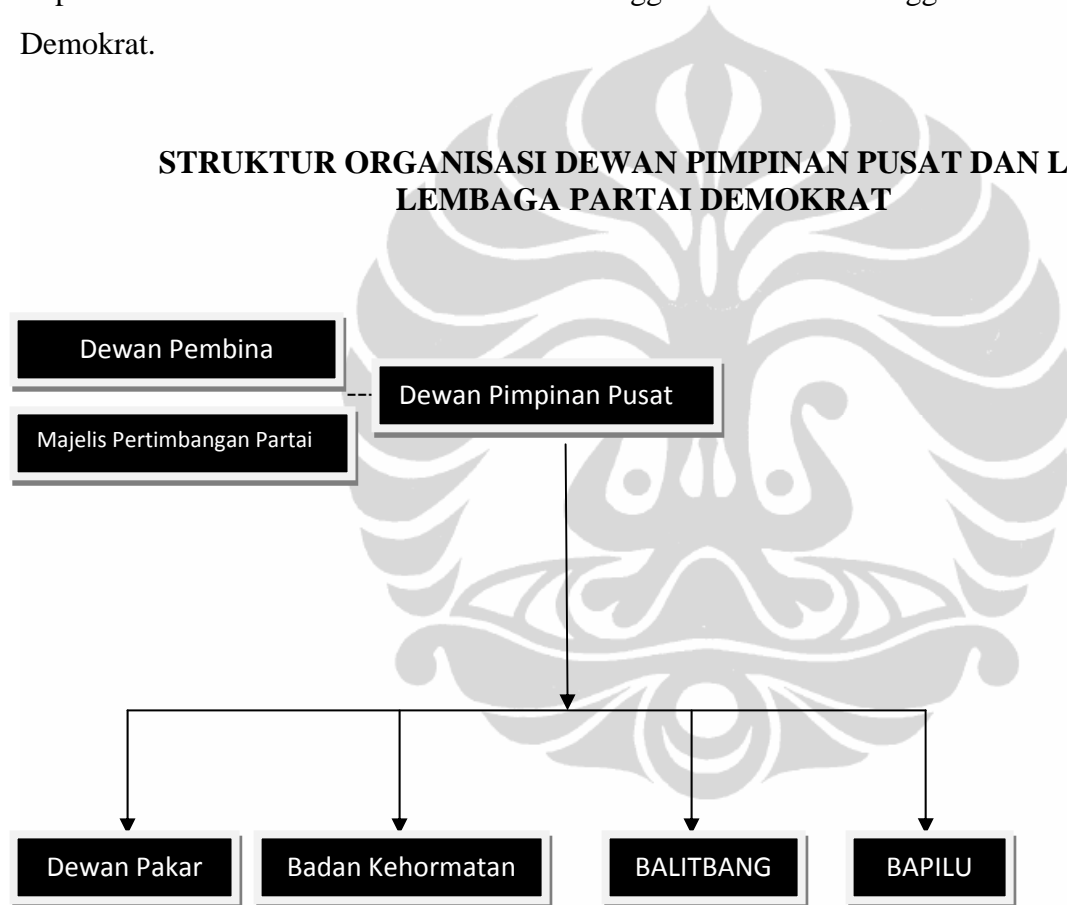 Demokrat.
STRUKTUR ORGANISASI DEWAN PIMPINAN PUSAT DAN L
LEMBAGA PARTAI DEMOKRAT
Dewan Pembina
Dewan Pimpinan Pusat
Majelis Pertimbangan Partai
Dewan Pakar
Badan Kehormatan
BALITBANG
BAPILU